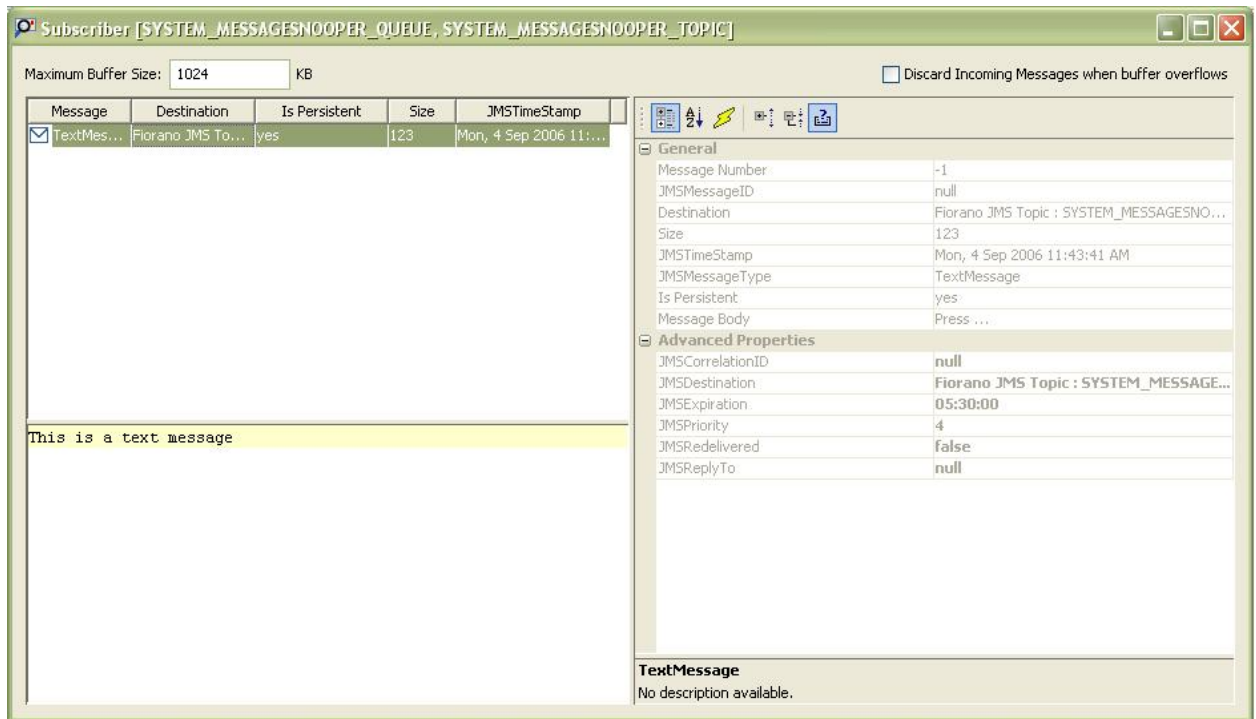 Subscriber [SYSTEM_MESSAGESNOOPER_QUEUE, SYSTEM_MESSAGESNOOPER_TOPIC]
Maximum Buffer Size: 1024 KB
Discard Incoming Messages when buffer overflows
Message Destination Is Persistent Size JMSTimeStamp
TextMes... Fiorano JMS To... yes 123 Mon, 4 Sep 2006 11:...
This is a text message
General
Message Number -1
JMSMessageID null
Destination Fiorano JMS Topic : SYSTEM_MESSAGESNO...
Size 123
JMSTimeStamp Mon, 4 Sep 2006 11:43:41 AM
JMSMessageType TextMessage
Is Persistent yes
Message Body Press ...
Advanced Properties
JMSCorrelationID null
JMSDestination Fiorano JMS Topic : SYSTEM_MESSAGE...
JMSExpiration 05:30:00
JMSPriority 4
JMSRedelivered false
JMSReplyTo null
TextMessage
No description available.